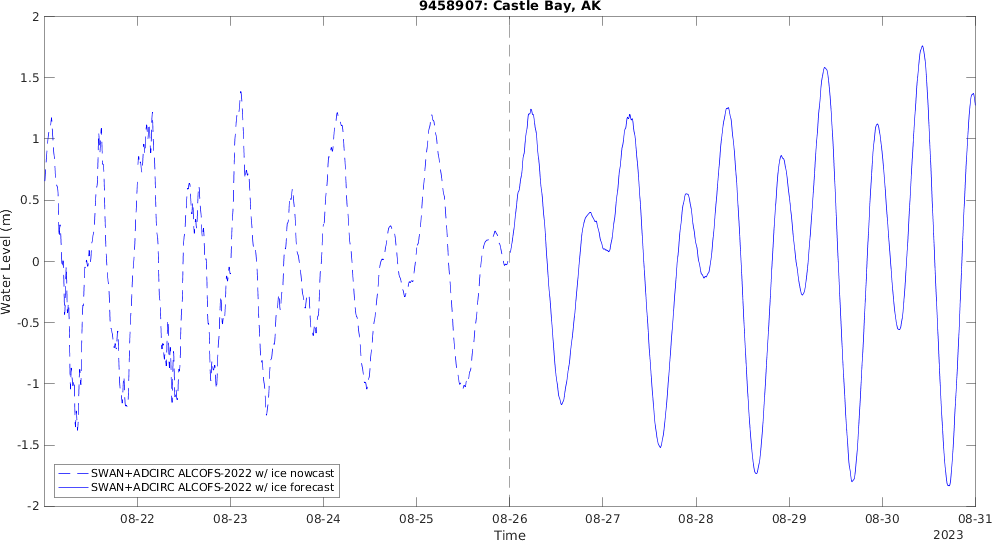 9458907: Castle Bay, AK
2
1.5
1
0.5
0
-0.5
-1
-1.5
-2
Water Level (m)
SWAN+ADCIRC ALCOFS-2022 w/ ice nowcast
SWAN+ADCIRC ALCOFS-2022 w/ ice forecast
08-22 08-23 08-24 08-25 08-26 08-27 08-28 08-29 08-30 08-31
Time
2023